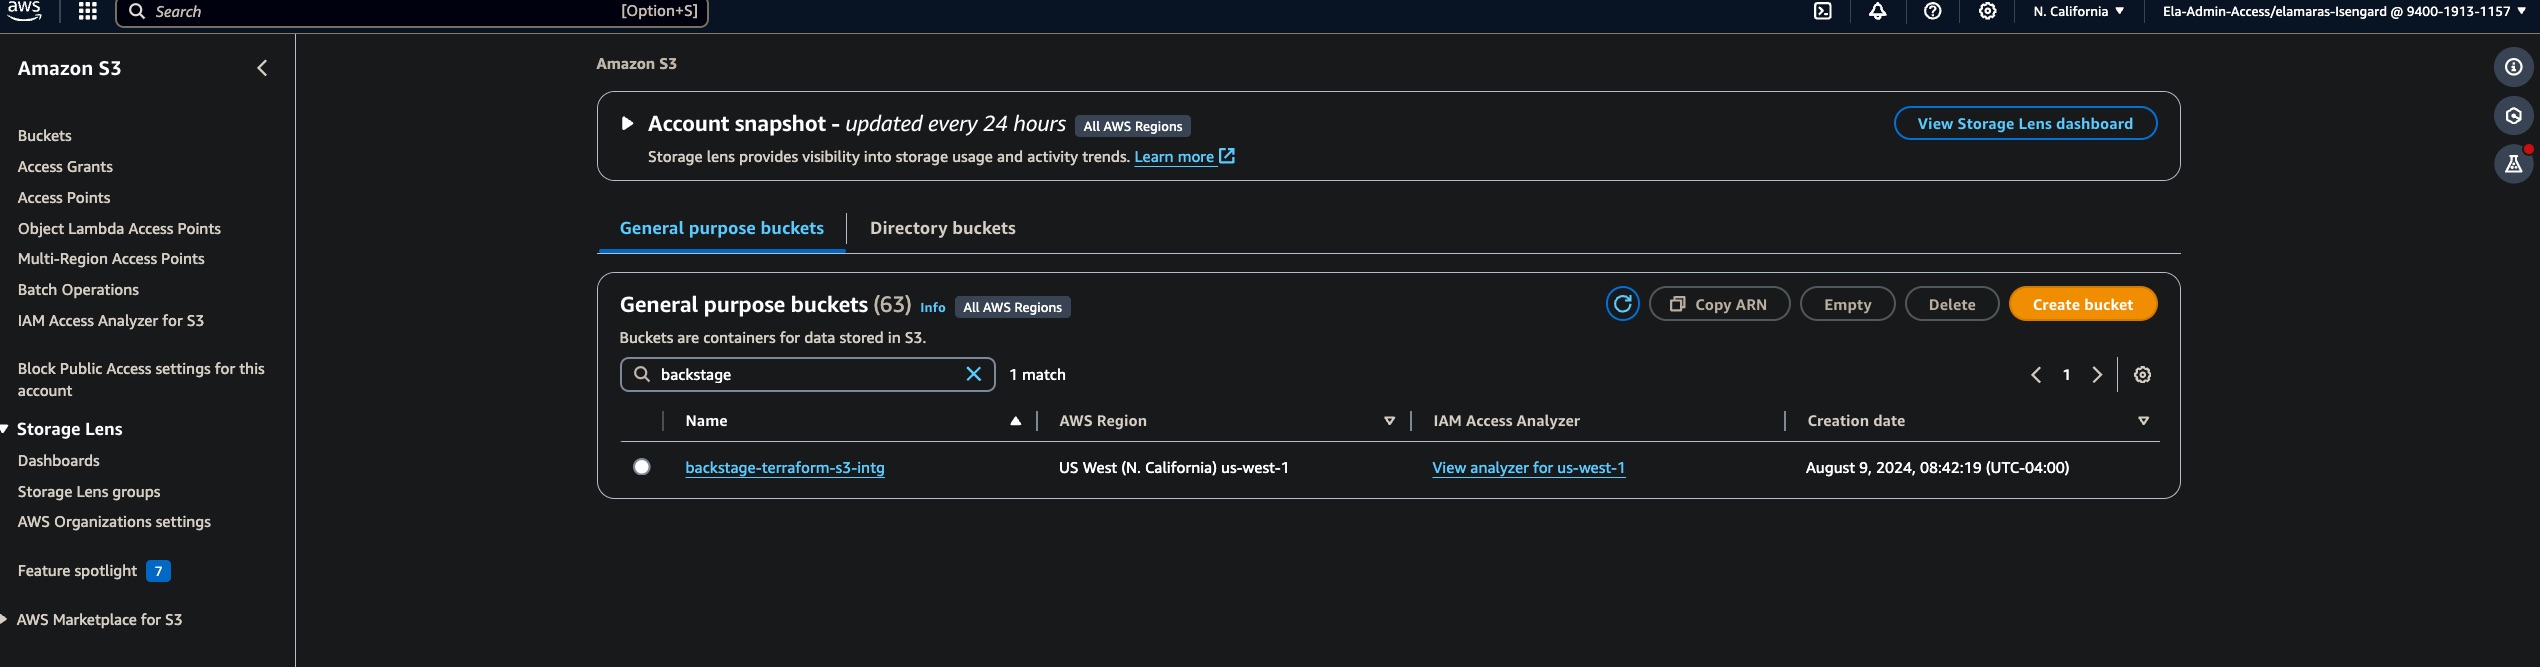 aws
Search
[Option+S]
N. California
Ela-Admin-Access/elamaras-Isengard @ 9400-1913-1157
Amazon S3
Buckets
Access Grants
Access Points
Object Lambda Access Points
Multi-Region Access Points
Batch Operations
IAM Access Analyzer for S3
Block Public Access settings for this
account
Storage Lens
Dashboards
Storage Lens groups
AWS Organizations settings
Feature spotlight 7
AWS Marketplace for S3
Amazon S3
Account snapshot - updated every 24 hours All AWS Regions
View Storage Lens dashboard
Storage lens provides visibility into storage usage and activity trends. Learn more
General purpose buckets
Directory buckets
General purpose buckets (63) Info All AWS Regions
Copy ARN
Empty
Delete
Create bucket
Buckets are containers for data stored in S3.
backstage
1 match
1
Name
AWS Region
IAM Access Analyzer
Creation date
backstage-terraform-s3-intg
US West (N. California) us-west-1
View analyzer for us-west-1
August 9, 2024, 08:42:19 (UTC-04:00)